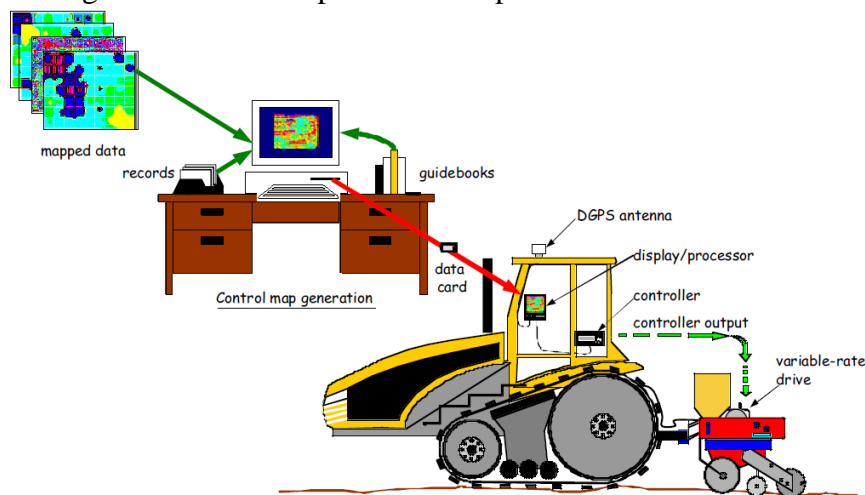 mapped data
records
guidebooks
Control map generation
data
card
DGPS antenna
display/processor
controller
controller output
variable-rate
drive